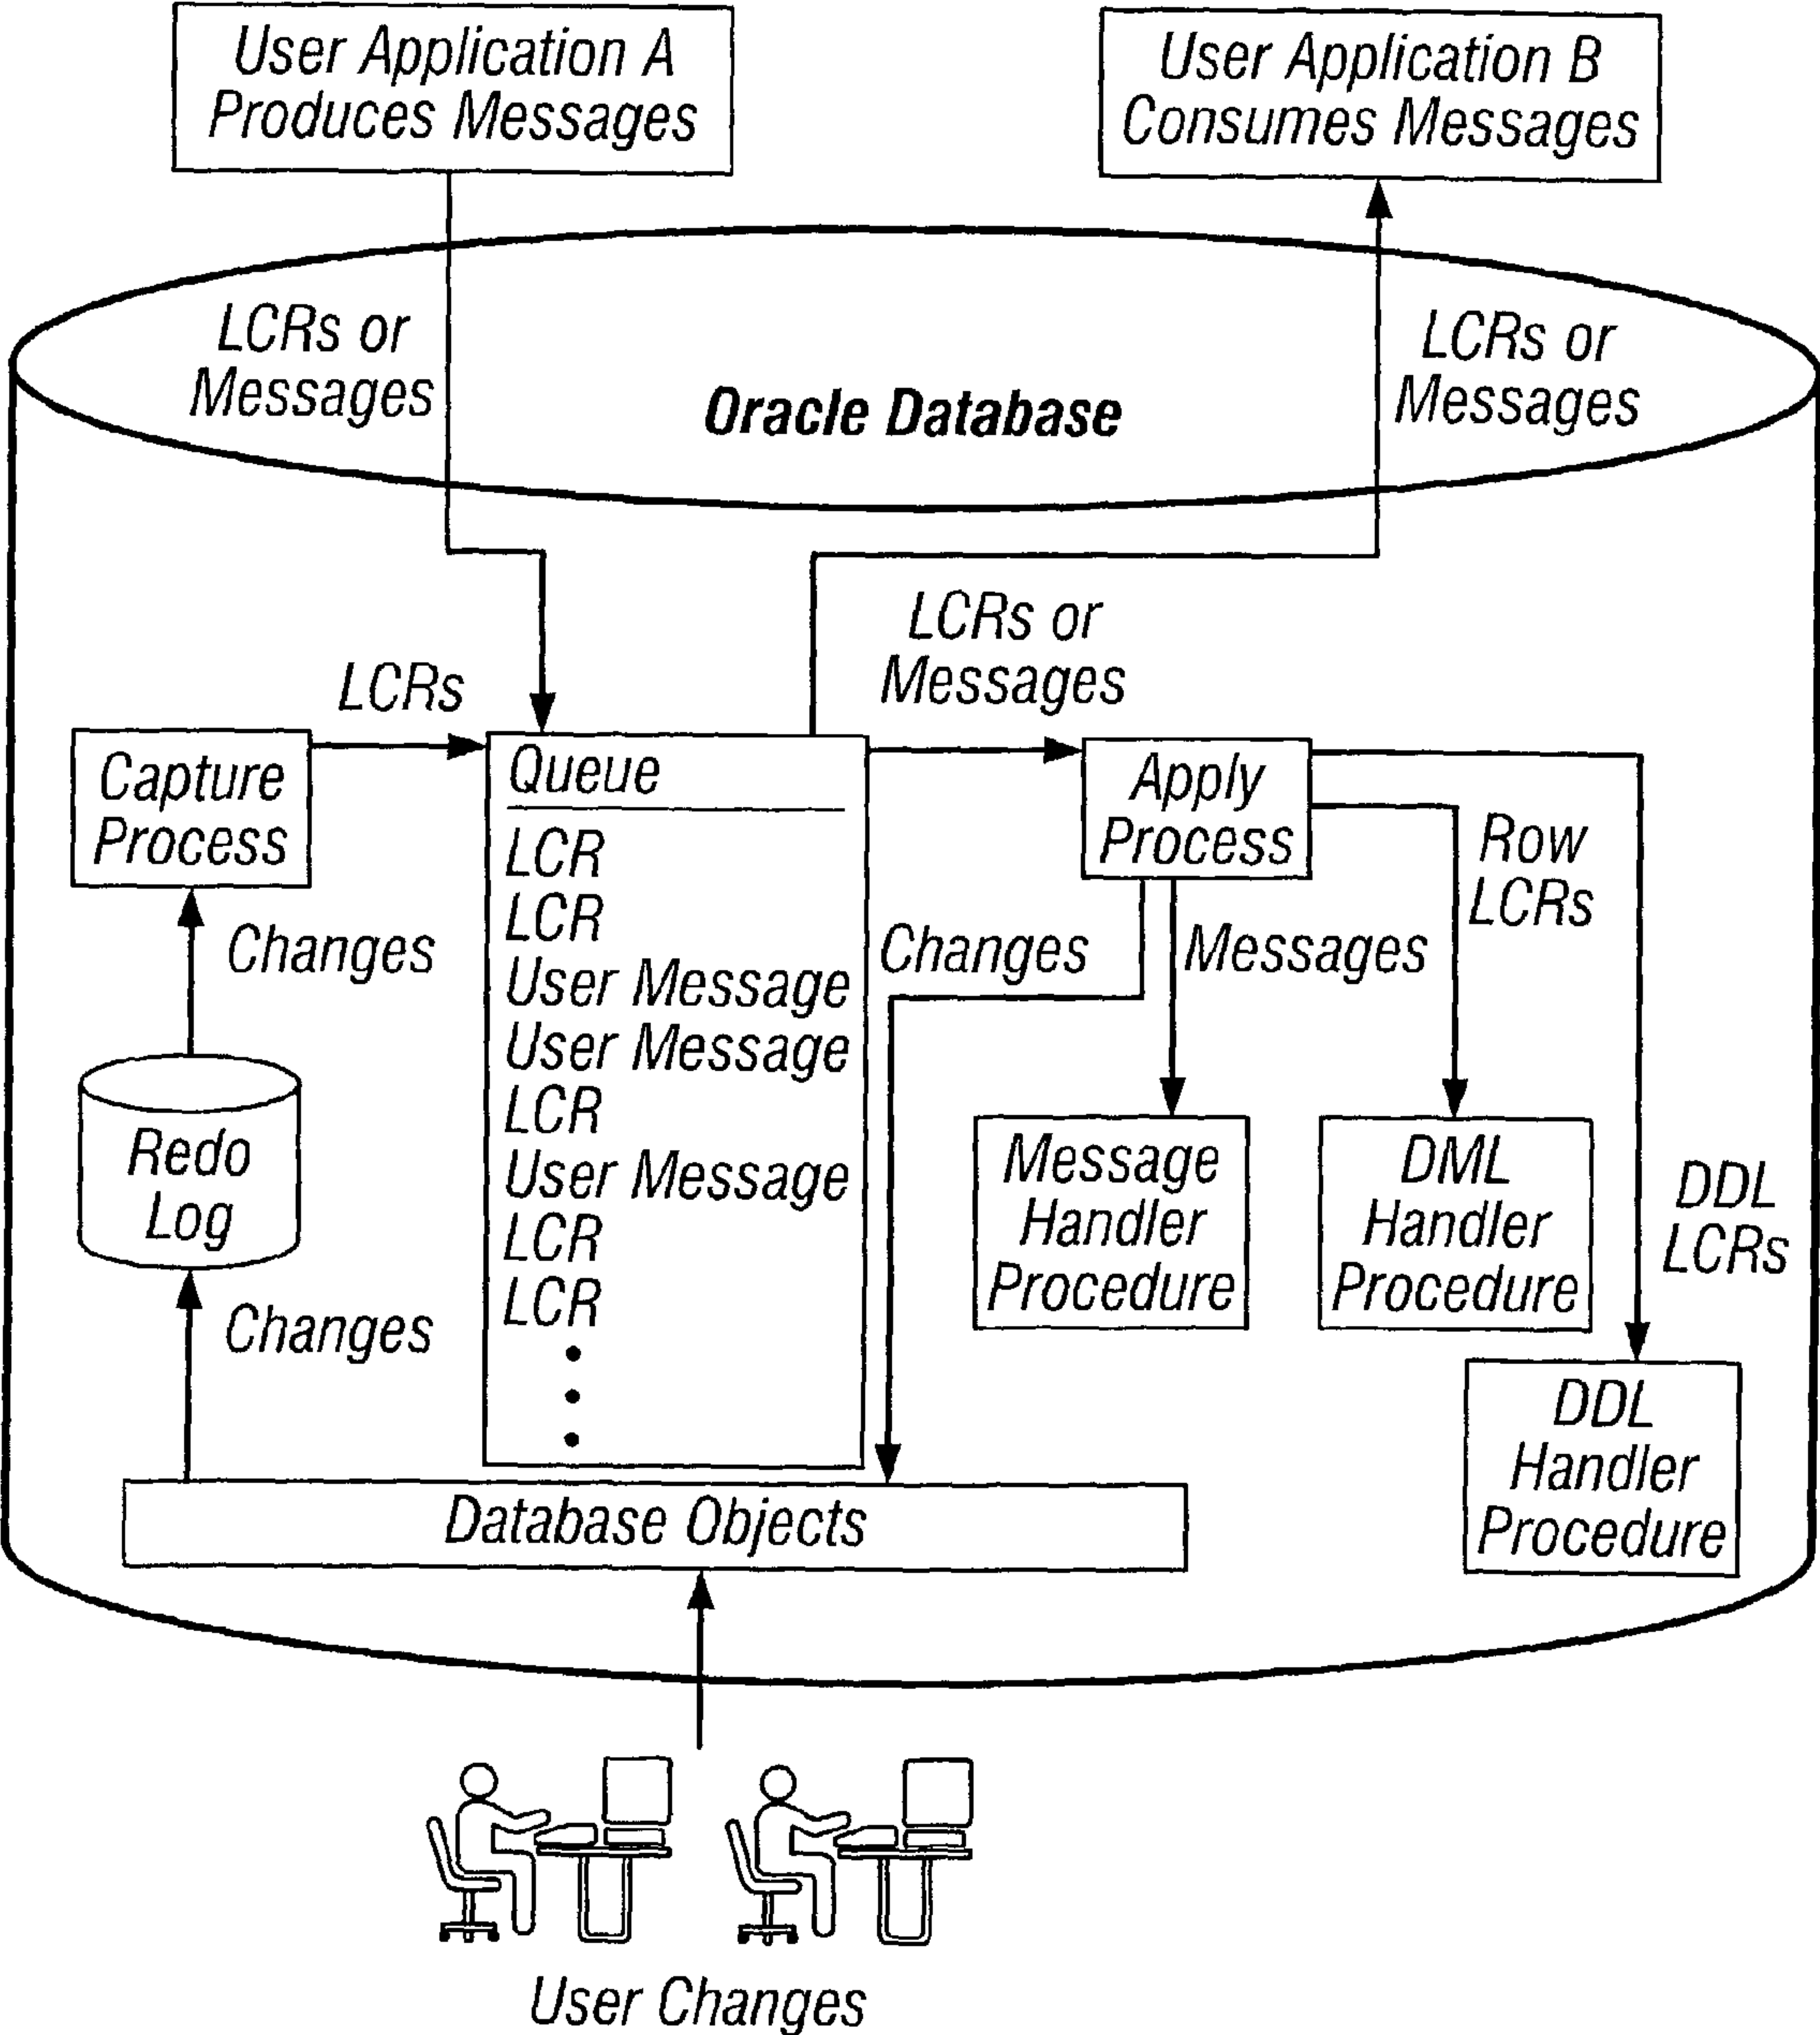 User Application A
Produces Messages
User Application B
Consumes Messages
LCRs or
Messages
Oracle Database
LCRs or
Messages
LCRs or
Messages
LCRs
Capture
Process
Queue
LCR
LCR
User Message
User Message
LCR
User Message
LCR
LCR
Apply
Process
Row
LCRs
Changes
Changes
Messages
Redo
Log
Message
Handler
Procedure
DML
Handler
Procedure
DDL
LCRs
Changes
DDL
Handler
Procedure
Database Objects
User Changes